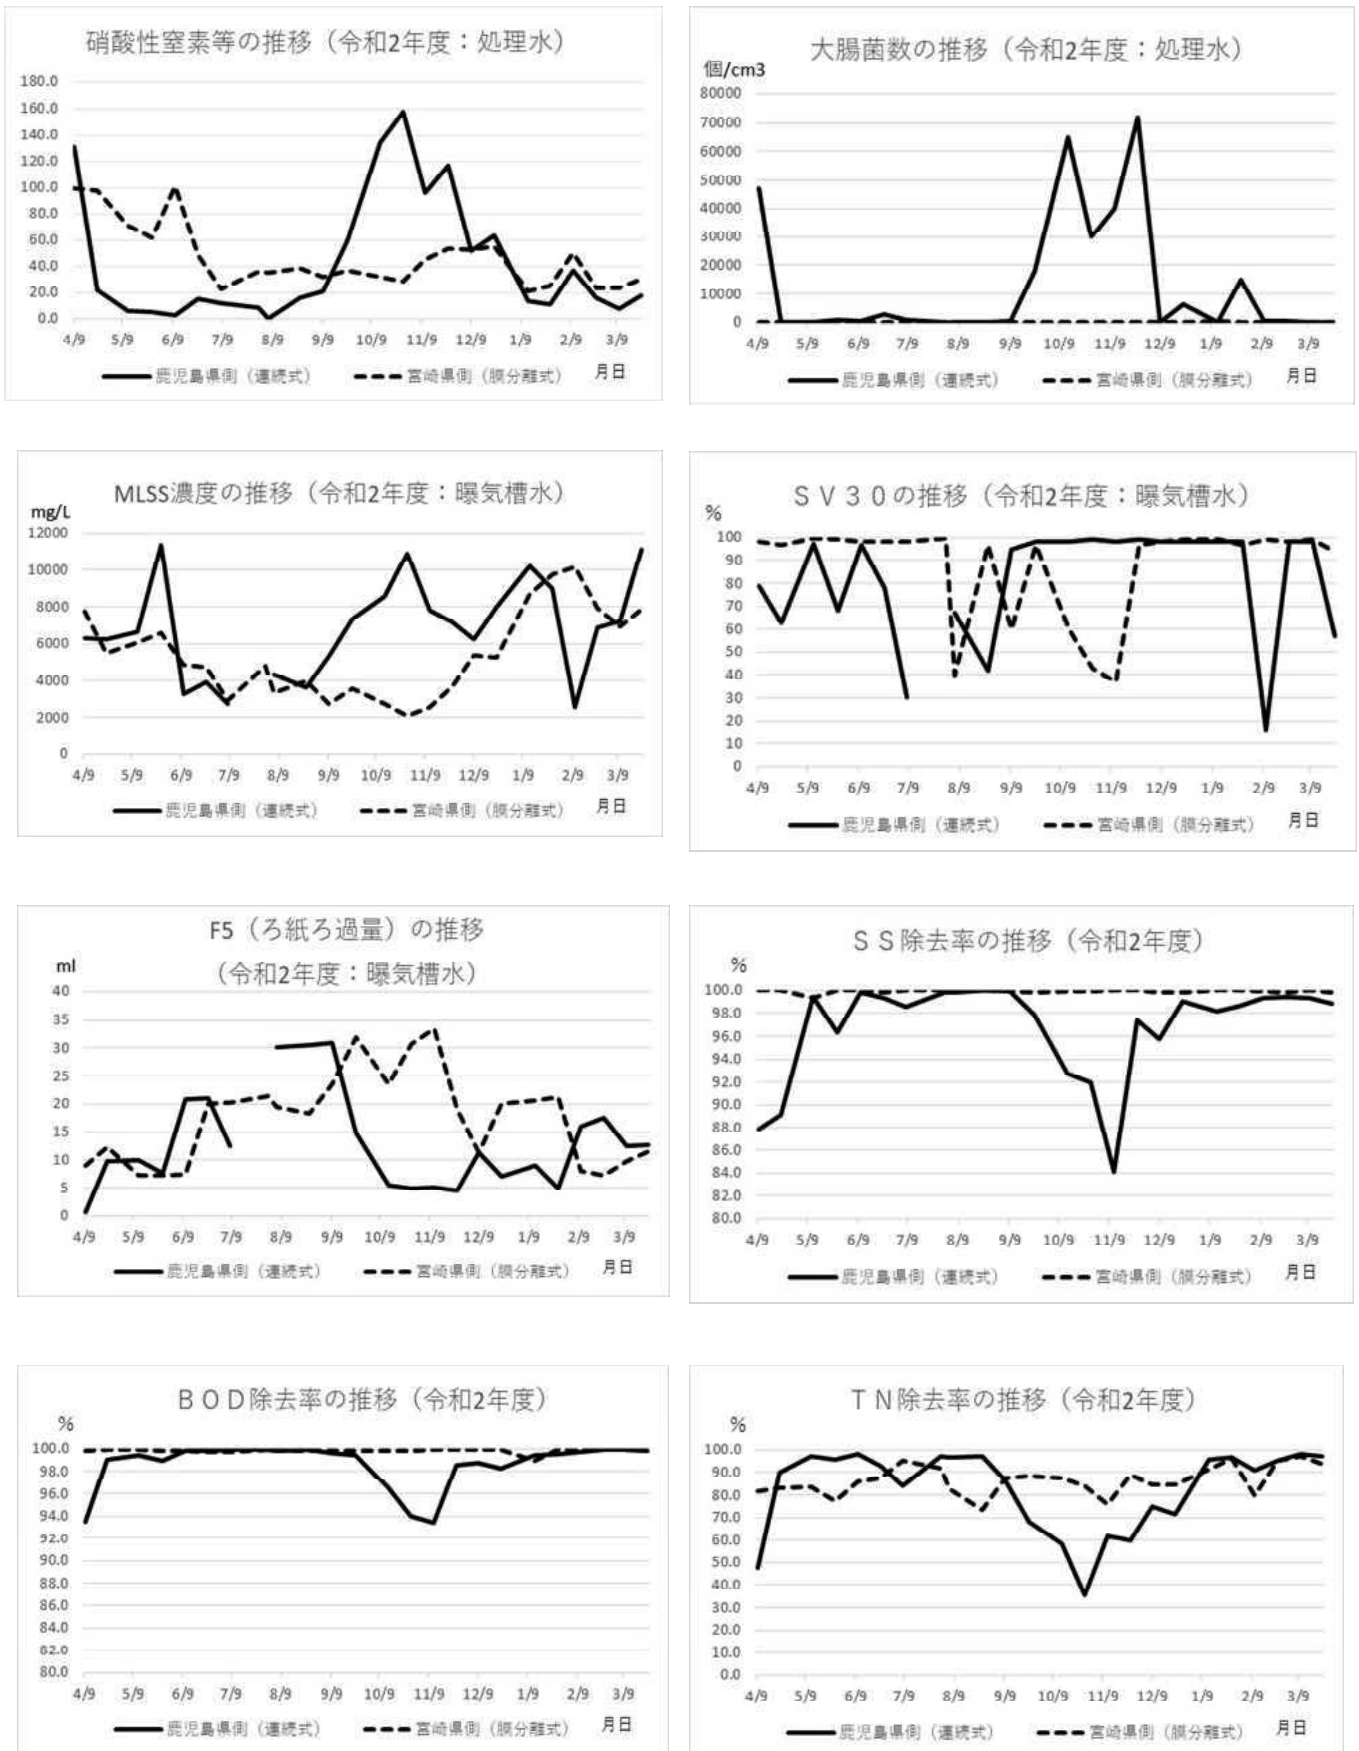 硝酸性窒素等の推移（令和2年度：処理水）
180.0
160.0
140.0
120.0
100.0
80.0
60.0
40.0
20.0
0.0
4/9 5/9 6/9 7/9 8/9 9/9 10/9 11/9 12/9 1/9 2/9 3/9
鹿児島県側（連続式） 宮崎県側（膜分離式） 月日
大腸菌数の推移（令和2年度：処理水）
個/cm3
80000
70000
60000
50000
40000
30000
20000
10000
0
4/9 5/9 6/9 7/9 8/9 9/9 10/9 11/9 12/9 1/9 2/9 3/9
鹿児島県側（連続式） 宮崎県側（膜分離式） 月日
MLSS濃度の推移（令和2年度：曝気槽水）
mg/L
12000
10000
8000
6000
4000
2000
0
4/9 5/9 6/9 7/9 8/9 9/9 10/9 11/9 12/9 1/9 2/9 3/9
鹿児島県側（連続式） 宮崎県側（膜分離式） 月日
ＳＶ３０の推移（令和2年度：曝気槽水）
%
100
90
80
70
60
50
40
30
20
10
0
4/9 5/9 6/9 7/9 8/9 9/9 10/9 11/9 12/9 1/9 2/9 3/9
鹿児島県側（連続式） 宮崎県側（膜分離式） 月日
F5（ろ紙ろ過量）の推移
（令和2年度：曝気槽水）
ml
40
35
30
25
20
15
10
5
0
4/9 5/9 6/9 7/9 8/9 9/9 10/9 11/9 12/9 1/9 2/9 3/9
鹿児島県側（連続式） 宮崎県側（膜分離式） 月日
ＳＳ除去率の推移（令和2年度）
%
100.0
98.0
96.0
94.0
92.0
90.0
88.0
86.0
84.0
82.0
80.0
4/9 5/9 6/9 7/9 8/9 9/9 10/9 11/9 12/9 1/9 2/9 3/9
鹿児島県側（連続式） 宮崎県側（膜分離式） 月日
ＢＯＤ除去率の推移（令和2年度）
%
100.0
98.0
96.0
94.0
92.0
90.0
88.0
86.0
84.0
82.0
80.0
4/9 5/9 6/9 7/9 8/9 9/9 10/9 11/9 12/9 1/9 2/9 3/9
鹿児島県側（連続式） 宮崎県側（膜分離式） 月日
ＴＮ除去率の推移（令和2年度）
%
100.0
90.0
80.0
70.0
60.0
50.0
40.0
30.0
20.0
10.0
0.0
4/9 5/9 6/9 7/9 8/9 9/9 10/9 11/9 12/9 1/9 2/9 3/9
鹿児島県側（連続式） 宮崎県側（膜分離式） 月日